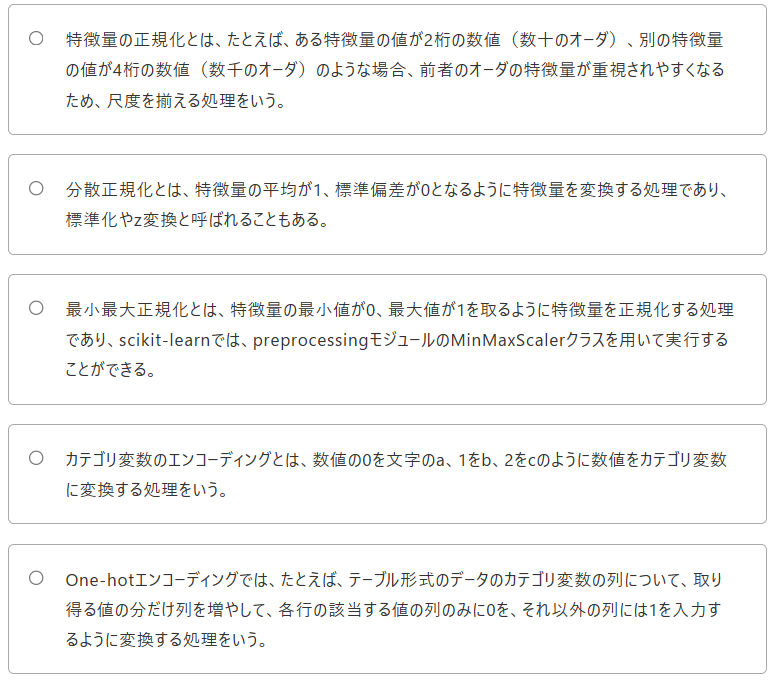 特徴量の正規化とは、たとえば、ある特徴量の値が2桁の数値（数十のオーダ）、別の特徴量
の値が4桁の数値（数千のオーダ）のような場合、前者のオーダの特徴量が重視されやすくなる
ため、尺度を揃える処理をいう。
分散正規化とは、特徴量の平均が1、標準偏差が0となるように特徴量を変換する処理であり、
標準化やz変換と呼ばれることもある。
最小最大正規化とは、特徴量の最小値が0、最大値が1を取るように特徴量を正規化する処理
であり、scikit-learnでは、preprocessingモジュールのMinMaxScalerクラスを用いて実行する
ことができる。
カテゴリ変数のエンコーディングとは、数値の0を文字のa、1をb、2をcのように数値をカテゴリ変数
に変換する処理をいう。
One-hotエンコーディングでは、たとえば、テーブル形式のデータのカテゴリ変数の列について、取り
得る値の分だけ列を増やして、各行の該当する値の列のみに0を、それ以外の列には1を入力す
るように変換する処理をいう。